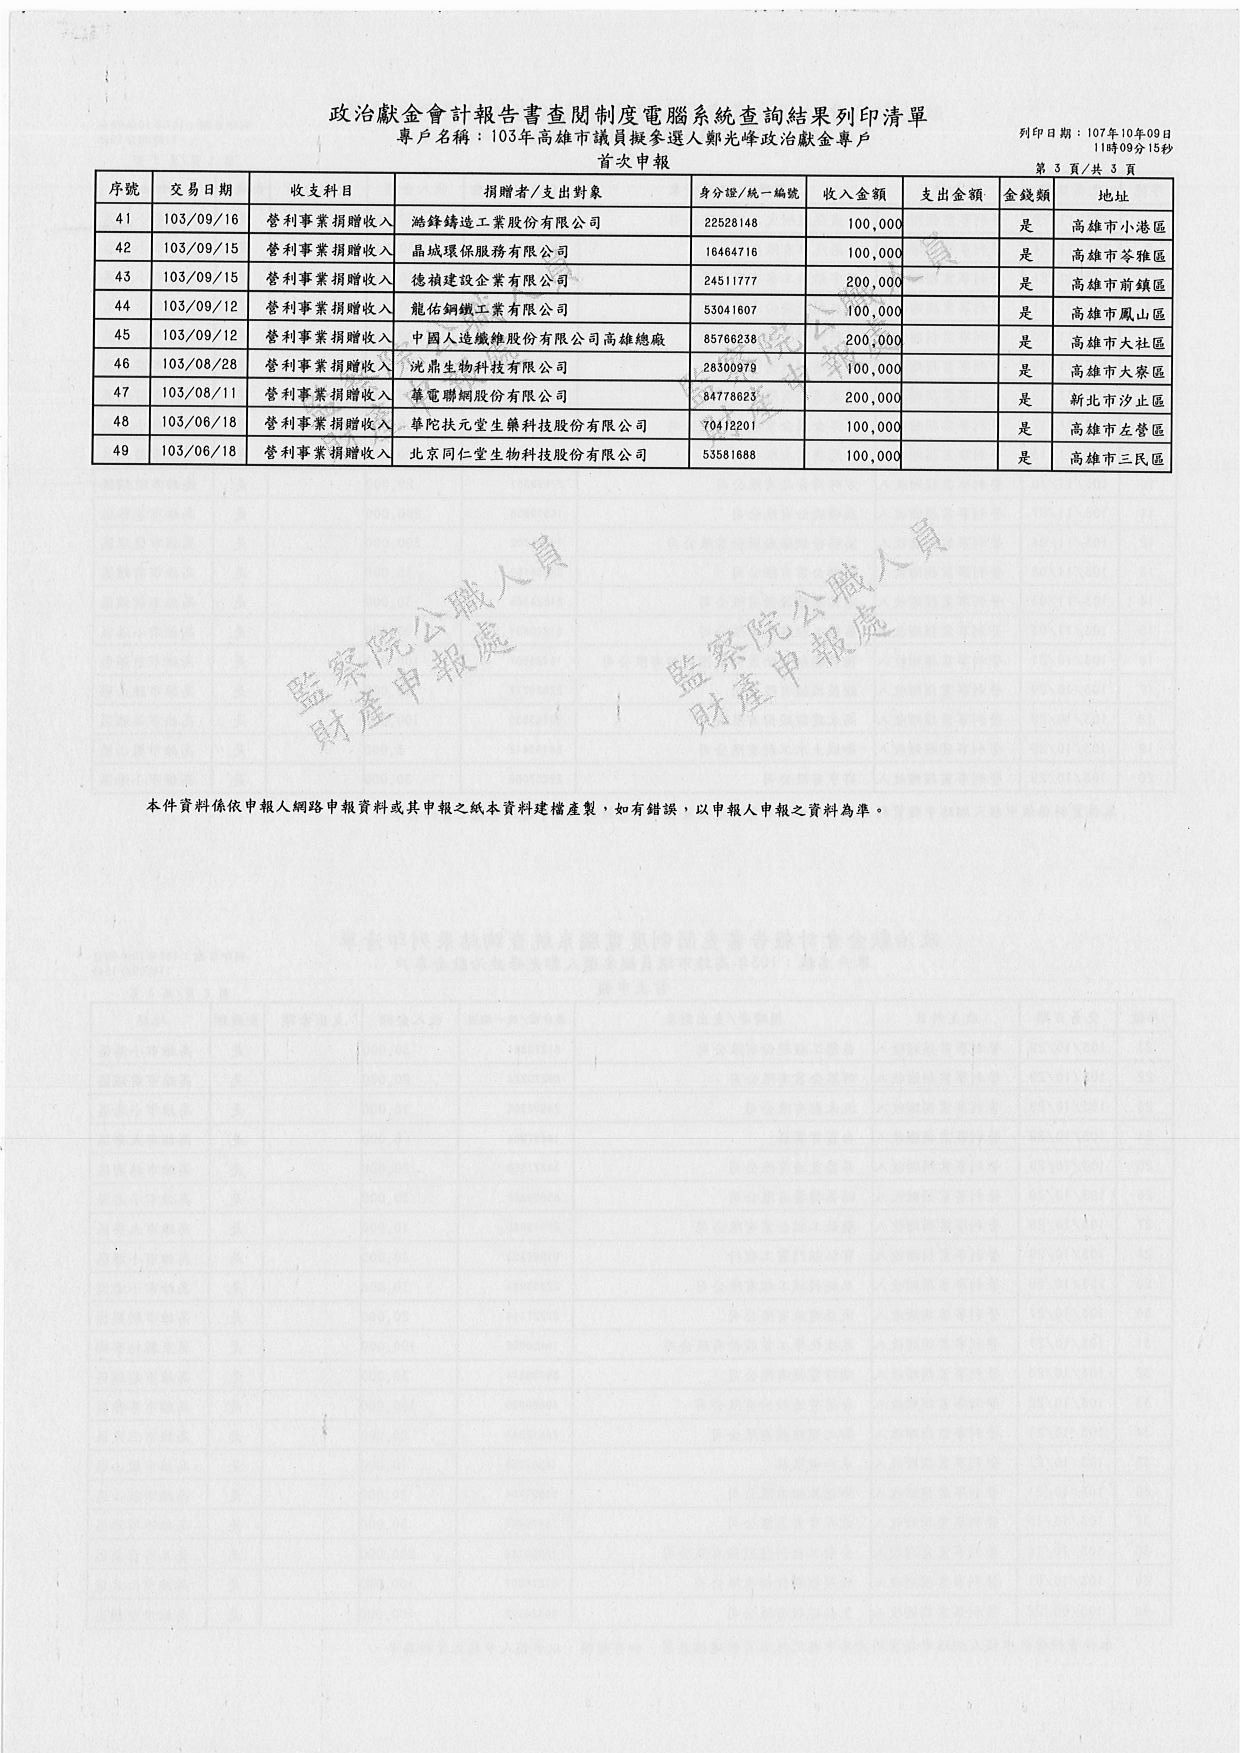 政治獻金會計報告書查閱制度電腦系統查詢結果列印清單
專戶名稱：103年高雄市議員擬參選人鄭光峰政治獻金專戶
列印日期：107年10年09日
11時09分15秒
首次申報
第 3 頁/共 3 頁
序號 交易日期 收支科目 捐贈者/支出對象 身分證/統一編號 收入金額 支出金額 金錢類 地址
41 103/09/16 營利事業捐贈收入 澔鋒鑄造工業股份有限公司 22528148 100,000 是 高雄市小港區
42 103/09/15 營利事業捐贈收入 晶城環保服務有限公司 16464716 100,000 是 高雄市苓雅區
43 103/09/15 營利事業捐贈收入 德禎建設企業有限公司 24511777 200,000 是 高雄市前鎮區
44 103/09/12 營利事業捐贈收入 龍佑鋼鐵工業有限公司 53041607 100,000 是 高雄市鳳山區
45 103/09/12 營利事業捐贈收入 中國人造纖維股份有限公司高雄總廠 85766238 200,000 是 高雄市大社區
46 103/08/28 營利事業捐贈收入 洸鼎生物科技有限公司 28300979 100,000 是 高雄市大寮區
47 103/08/11 營利事業捐贈收入 華電聯網股份有限公司 84778623 200,000 是 新北市汐止區
48 103/06/18 營利事業捐贈收入 華陀扶元堂生藥科技股份有限公司 70412201 100,000 是 高雄市左營區
49 103/06/18 營利事業捐贈收入 北京同仁堂生物科技股份有限公司 53581688 100,000 是 高雄市三民區
監察院公職人員
財產申報處
監察院公職人員
財產申報處
監察院公職人員
財產申報處
監察院公職人員
財產申報處
本件資料係依申報人網路申報資料或其申報之紙本資料建檔產製，如有錯誤，以申報人申報之資料為準。